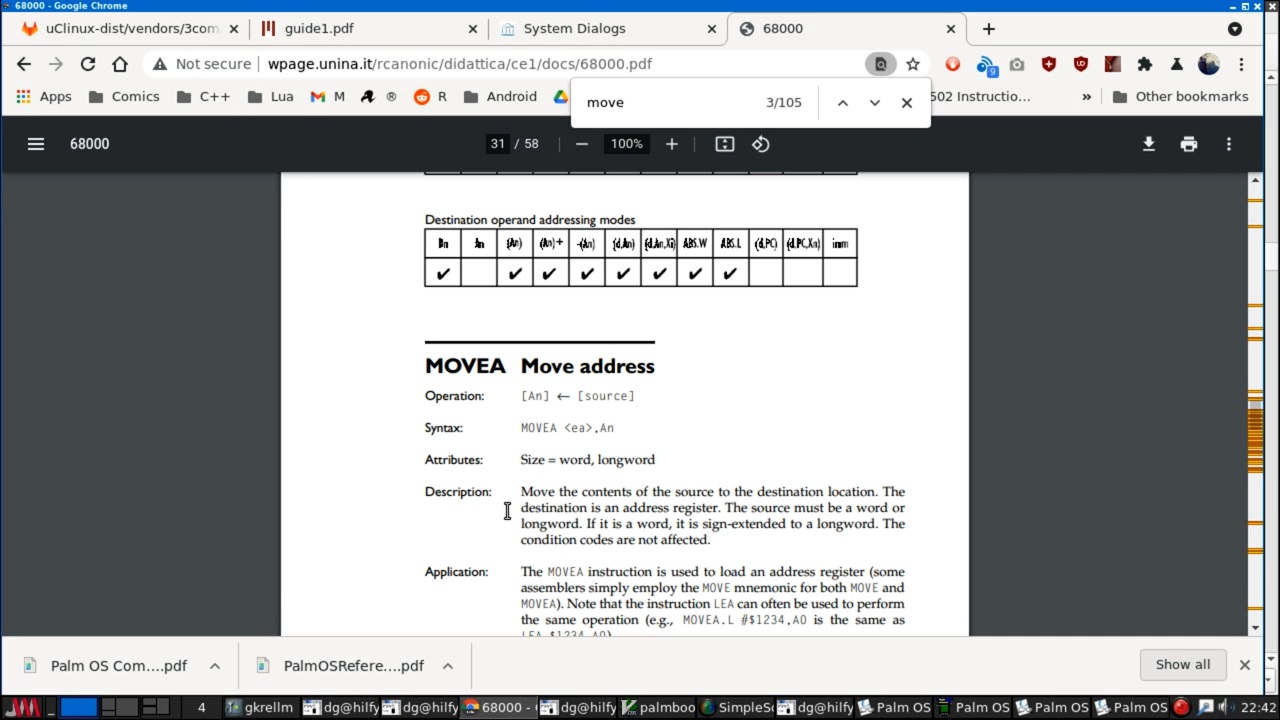 68000 - Google Chrome
uClinux-dist/vendors/3com
guide1.pdf
System Dialogs
68000
Not secure
wpage.unina.it/rcanonic/didattica/ce1/docs/68000.pdf
9
Apps
Comics
C++
Lua
M
R
Android
502 Instructio...
»
Other bookmarks
move
3/105
68000
31 / 58
100%
Destination operand addressing modes
Dn An (An) (An)+ -(An) (d,An) (d,An,Xi) ABS.W ABS.L (d,PC) (d,PC,Xn) imm
✔ ✔ ✔ ✔ ✔ ✔ ✔ ✔
MOVEA Move address
Operation: [An] ← [source]
Syntax: MOVEA <ea>,An
Attributes: Size = word, longword
Description: Move the contents of the source to the destination location. The
destination is an address register. The source must be a word or
longword. If it is a word, it is sign-extended to a longword. The
condition codes are not affected.
Application: The MOVEA instruction is used to load an address register (some
assemblers simply employ the MOVE mnemonic for both MOVE and
MOVEA). Note that the instruction LEA can often be used to perform
the same operation (e.g., MOVEA.L #$1234,A0 is the same as
LEA $1234,A0)
Palm OS Com....pdf
PalmOSRefere....pdf
Show all
4
gkrellm
dg@hilfy
dg@hilfy
68000 -
dg@hilfy
palmboo
SimpleSc
dg@hilfy
Palm OS
Palm OS
Palm OS
Palm OS
22:42